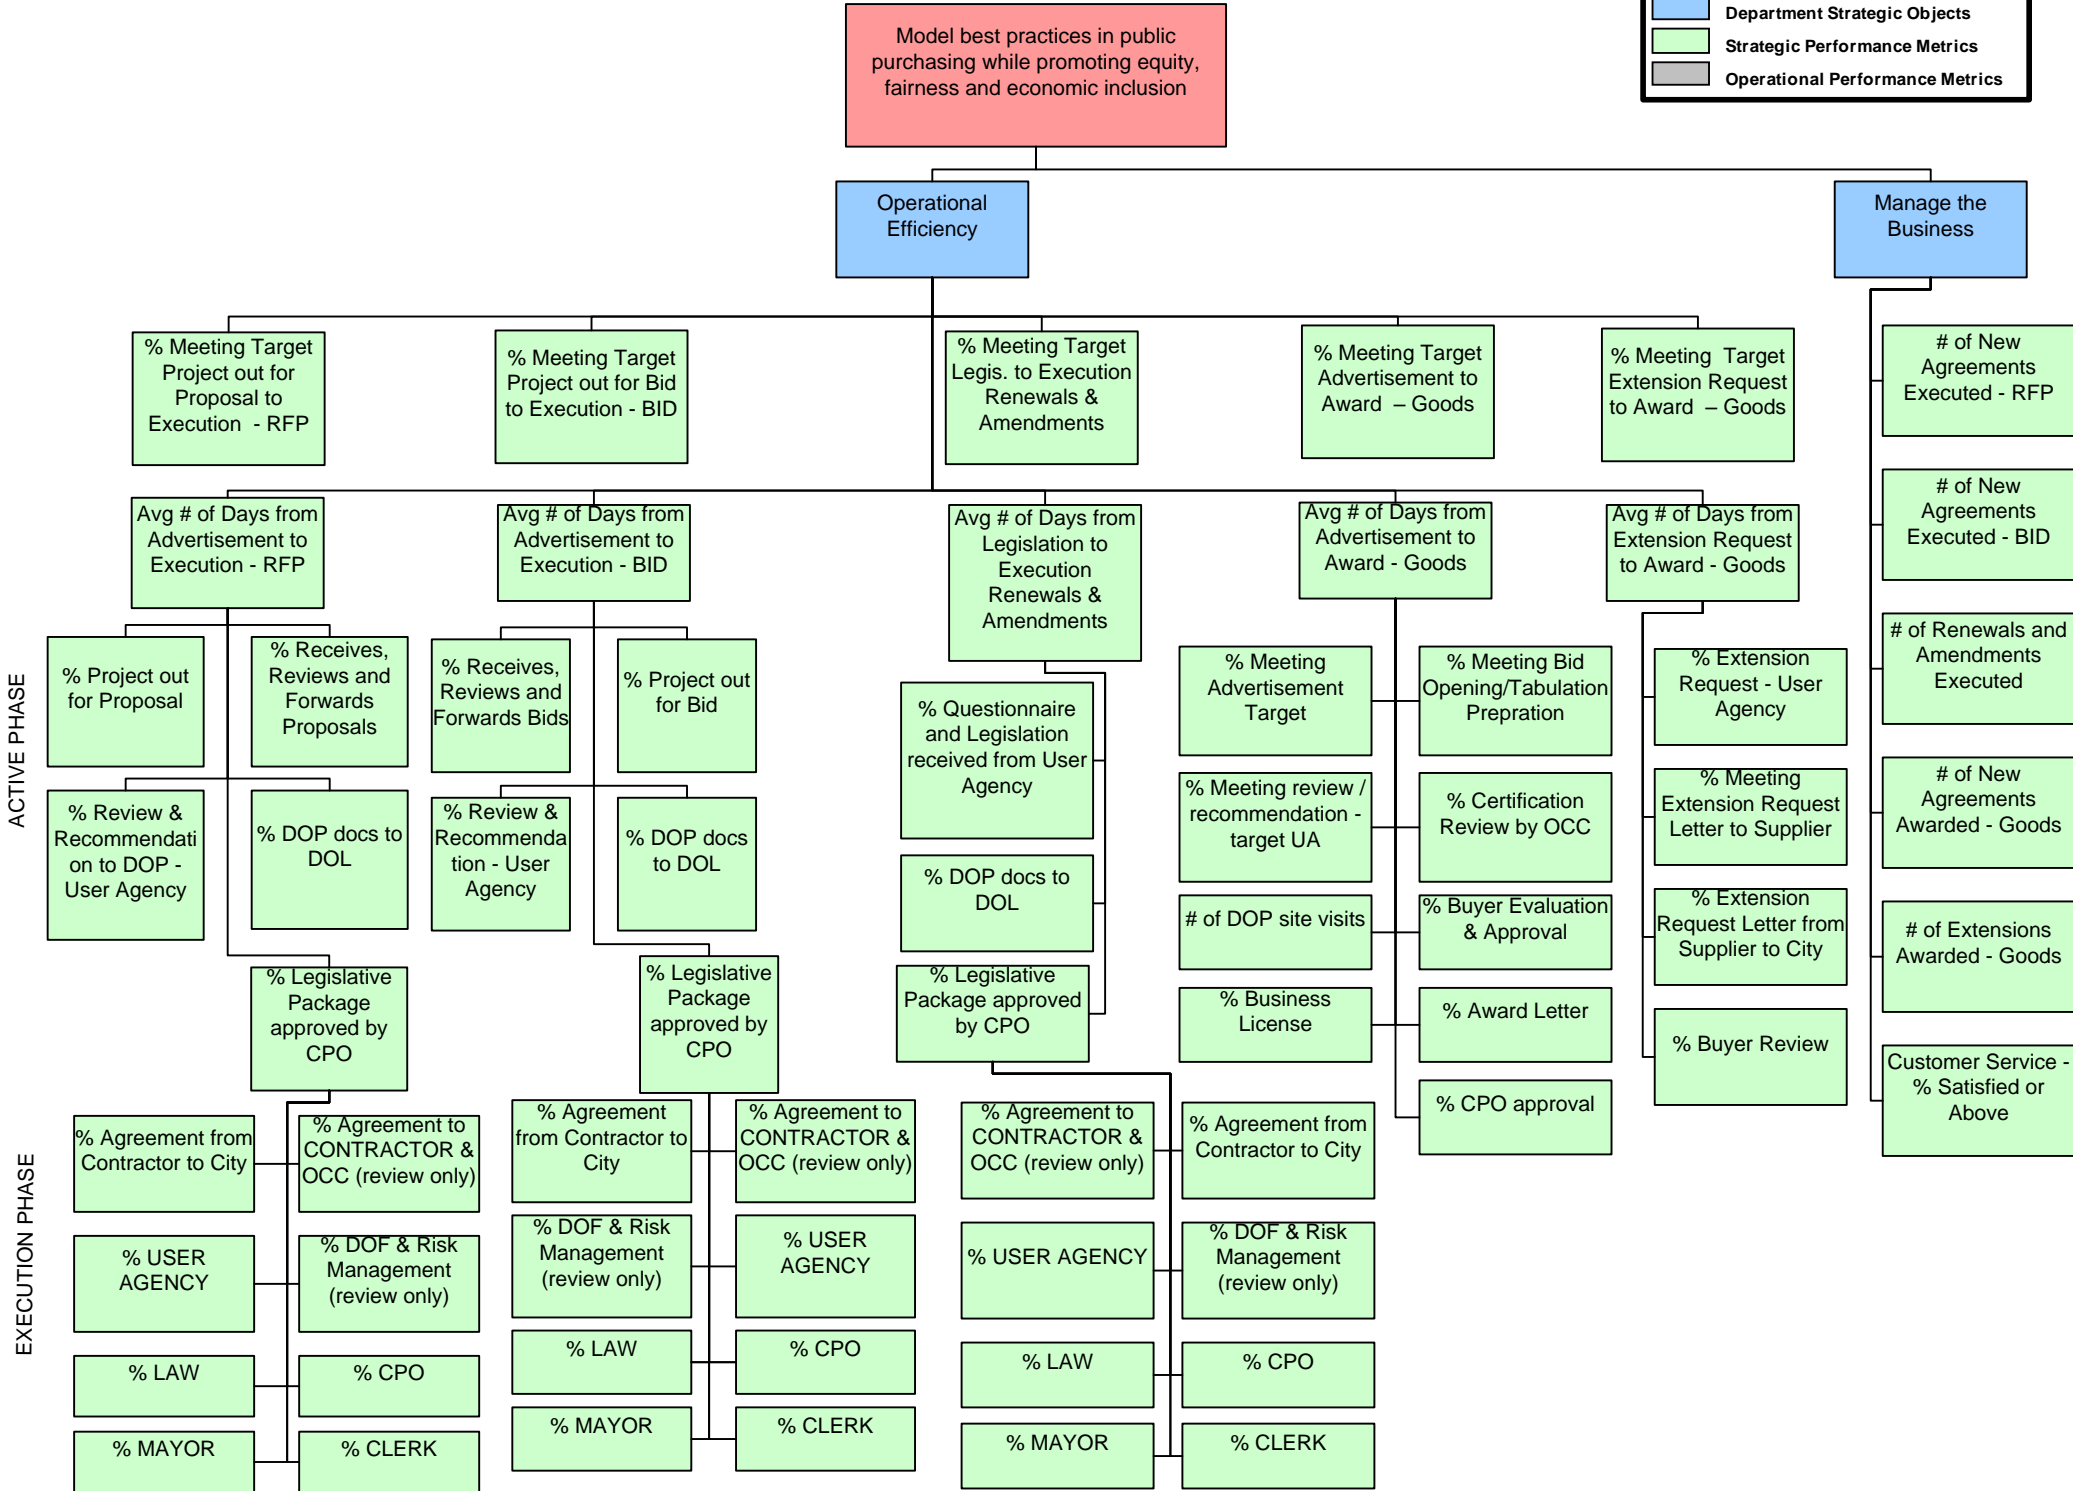 Department Strategic Objects
Strategic Performance Metrics
Operational Performance Metrics
Model best practices in public
purchasing while promoting equity,
fairness and economic inclusion
Operational
Efficiency
Manage the
Business
% Meeting Target
Project out for
Proposal to
Execution - RFP
% Meeting Target
Project out for Bid
to Execution - BID
% Meeting Target
Legis. to Execution
Renewals &
Amendments
% Meeting Target
Advertisement to
Award – Goods
% Meeting Target
Extension Request
to Award – Goods
# of New
Agreements
Executed - RFP
# of New
Agreements
Executed - BID
# of Renewals and
Amendments
Executed
# of New
Agreements
Awarded - Goods
# of Extensions
Awarded - Goods
Customer Service -
% Satisfied or
Above
Avg # of Days from
Advertisement to
Execution - RFP
Avg # of Days from
Advertisement to
Execution - BID
Avg # of Days from
Legislation to
Execution
Renewals &
Amendments
Avg # of Days from
Advertisement to
Award - Goods
Avg # of Days from
Extension Request
to Award - Goods
ACTIVE PHASE
% Project out
for Proposal
% Receives,
Reviews and
Forwards
Proposals
% Review &
Recommendati
on to DOP -
User Agency
% DOP docs to
DOL
% Legislative
Package
approved by
CPO
% Receives,
Reviews and
Forwards Bids
% Project out
for Bid
% Review &
Recommenda
tion - User
Agency
% DOP docs
to DOL
% Legislative
Package
approved by
CPO
% Questionnaire
and Legislation
received from User
Agency
% DOP docs to
DOL
% Legislative
Package approved
by CPO
% Meeting
Advertisement
Target
% Meeting Bid
Opening/Tabulation
Prepration
% Meeting review /
recommendation -
target UA
% Certification
Review by OCC
# of DOP site visits
% Buyer Evaluation
& Approval
% Business
License
% Award Letter
% CPO approval
% Extension
Request - User
Agency
% Meeting
Extension Request
Letter to Supplier
% Extension
Request Letter from
Supplier to City
% Buyer Review
EXECUTION PHASE
% Agreement from
Contractor to City
% Agreement to
CONTRACTOR &
OCC (review only)
% USER
AGENCY
% DOF & Risk
Management
(review only)
% LAW
% CPO
% MAYOR
% CLERK
% Agreement
from Contractor to
City
% Agreement to
CONTRACTOR &
OCC (review only)
% DOF & Risk
Management
(review only)
% USER
AGENCY
% LAW
% CPO
% MAYOR
% CLERK
% Agreement to
CONTRACTOR &
OCC (review only)
% Agreement from
Contractor to City
% USER AGENCY
% DOF & Risk
Management
(review only)
% LAW
% CPO
% MAYOR
% CLERK